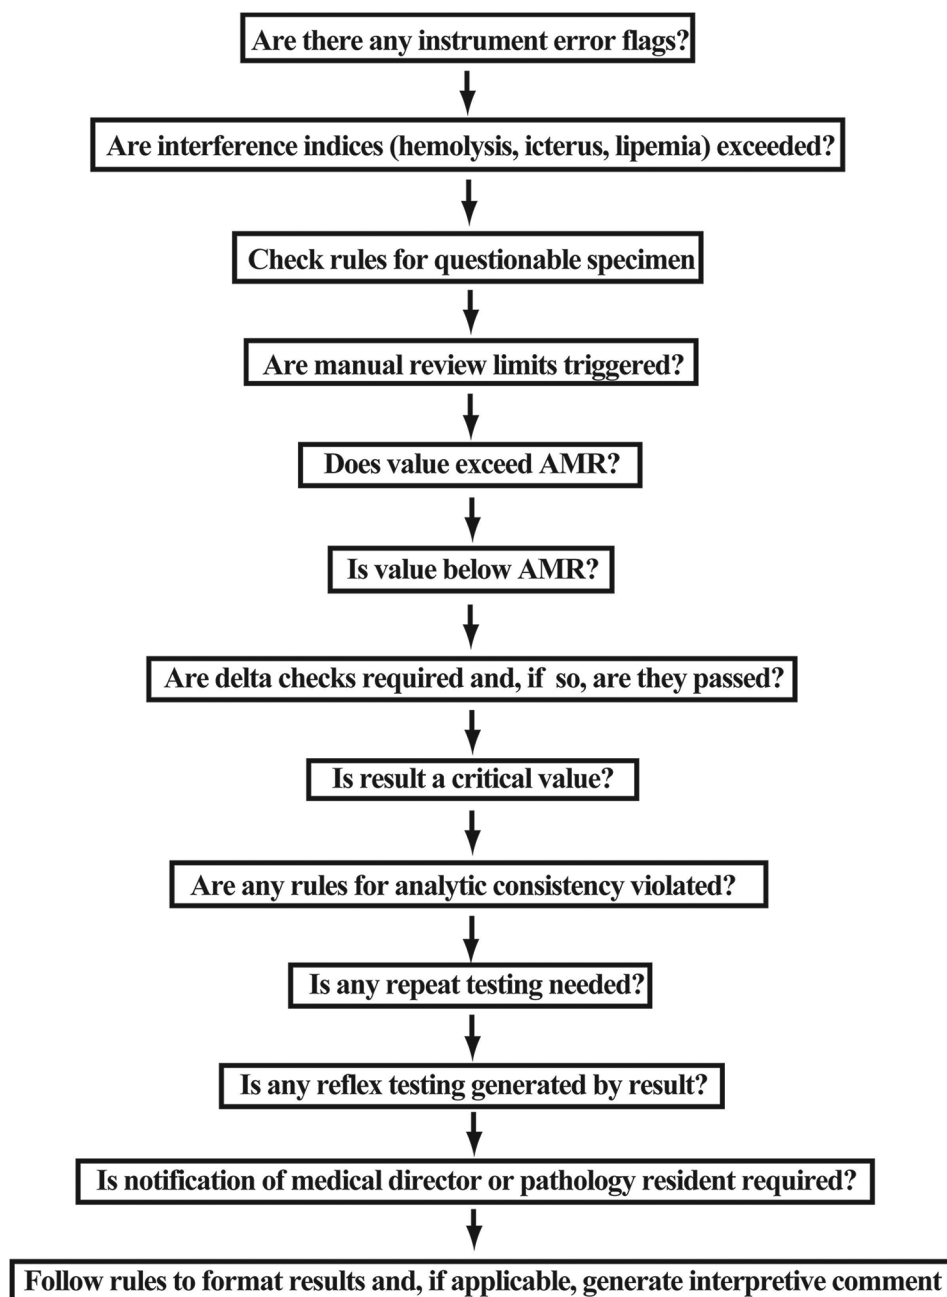 Are there any instrument error flags?
Are interference indices (hemolysis, icterus, lipemia) exceeded?
Check rules for questionable specimen
Are manual review limits triggered?
Does value exceed AMR?
Is value below AMR?
Are delta checks required and, if so, are they passed?
Is result a critical value?
Are any rules for analytic consistency violated?
Is any repeat testing needed?
Is any reflex testing generated by result?
Is notification of medical director or pathology resident required?
Follow rules to format results and, if applicable, generate interpretive comment